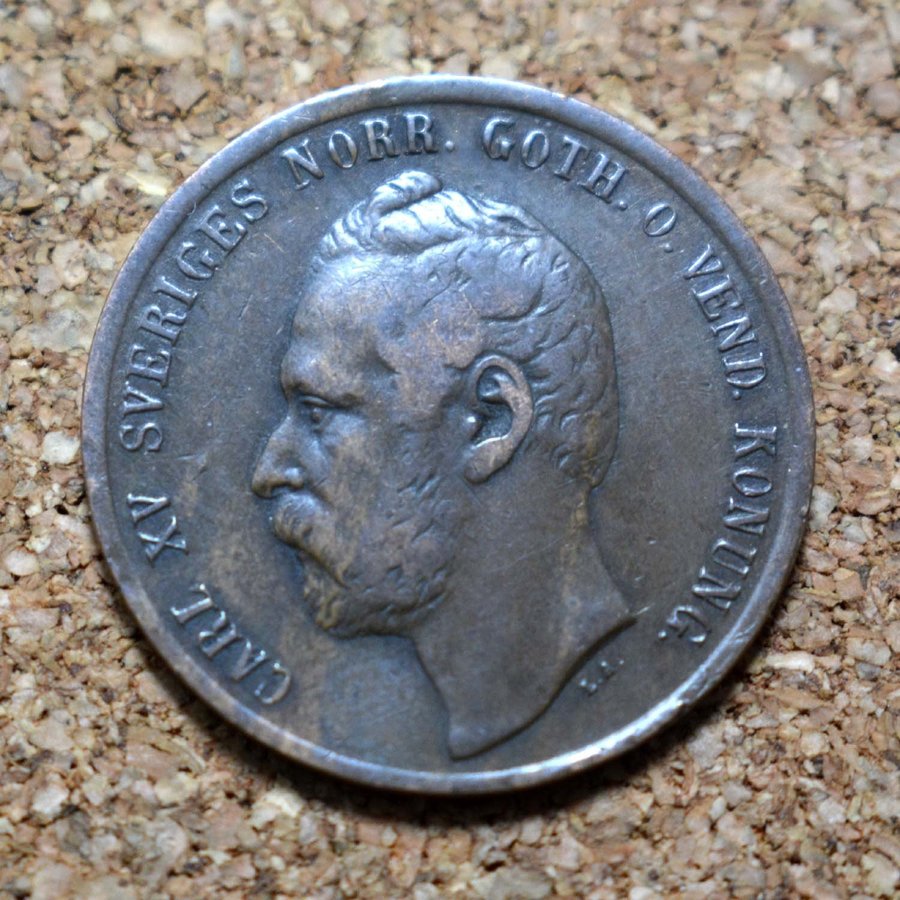 CARL XV SVERIGES NORR. GOTH. O. VEND. KONUNG.
L.A.